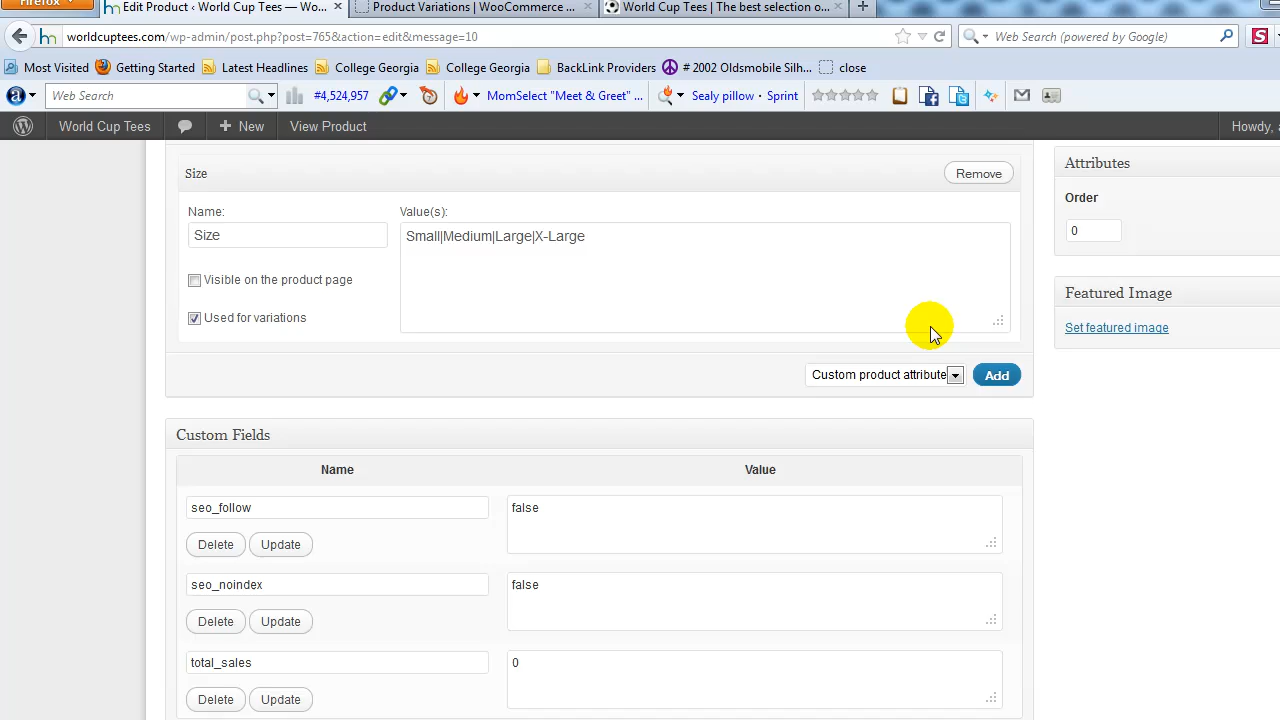 Firefox
Edit Product ‹ World Cup Tees — Wo...
Product Variations | WooCommerce ...
World Cup Tees | The best selection o...
worldcuptees.com/wp-admin/post.php?post=765&action=edit&message=10
Web Search (powered by Google)
Most Visited
Getting Started
Latest Headlines
College Georgia
College Georgia
BackLink Providers
# 2002 Oldsmobile Silh...
close
Web Search
#4,524,957
MomSelect "Meet & Greet" ...
Sealy pillow · Sprint
World Cup Tees
New
View Product
Howdy, a
Size
Remove
Attributes
Name:
Value(s):
Order
Size
Small|Medium|Large|X-Large
0
Visible on the product page
Used for variations
Featured Image
Set featured image
Custom product attribute
Add
Custom Fields
Name
Value
seo_follow
false
Delete
Update
seo_noindex
false
Delete
Update
total_sales
0
Delete
Update